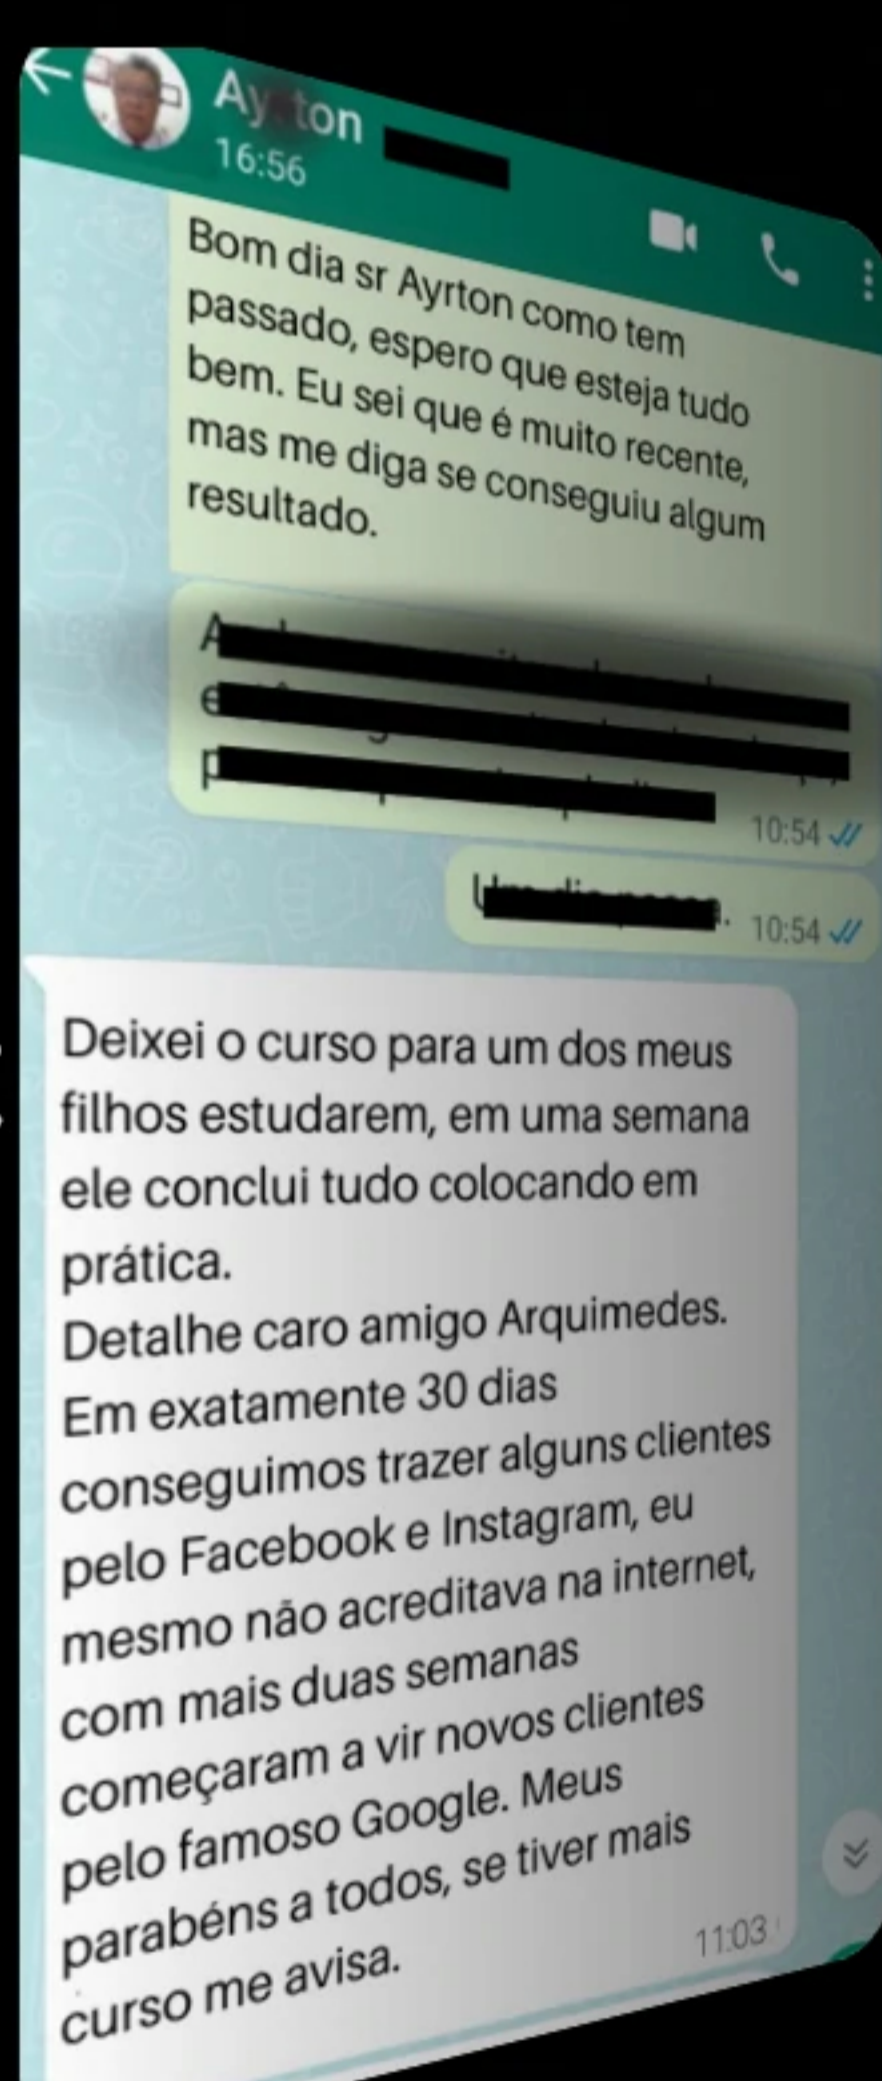 Ayrton
16:56
Bom dia sr Ayrton como tem
passado, espero que esteja tudo
bem. Eu sei que é muito recente,
mas me diga se conseguiu algum
resultado.
10:54
10:54
Deixei o curso para um dos meus
filhos estudarem, em uma semana
ele conclui tudo colocando em
prática.
Detalhe caro amigo Arquimedes.
Em exatamente 30 dias
conseguimos trazer alguns clientes
pelo Facebook e Instagram, eu
mesmo não acreditava na internet,
com mais duas semanas
começaram a vir novos clientes
pelo famoso Google. Meus
parabéns a todos, se tiver mais
curso me avisa.
11:03